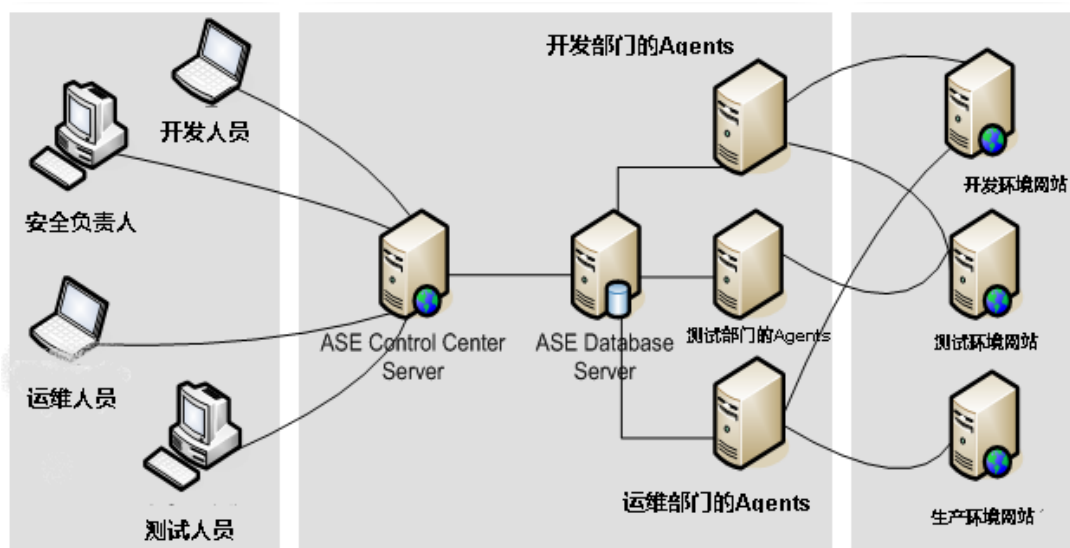 开发人员
安全负责人
运维人员
测试人员
ASE Control Center
Server
ASE Database
Server
开发部门的Agents
测试部门的Agents
运维部门的Agents
开发环境网站
测试环境网站
生产环境网站